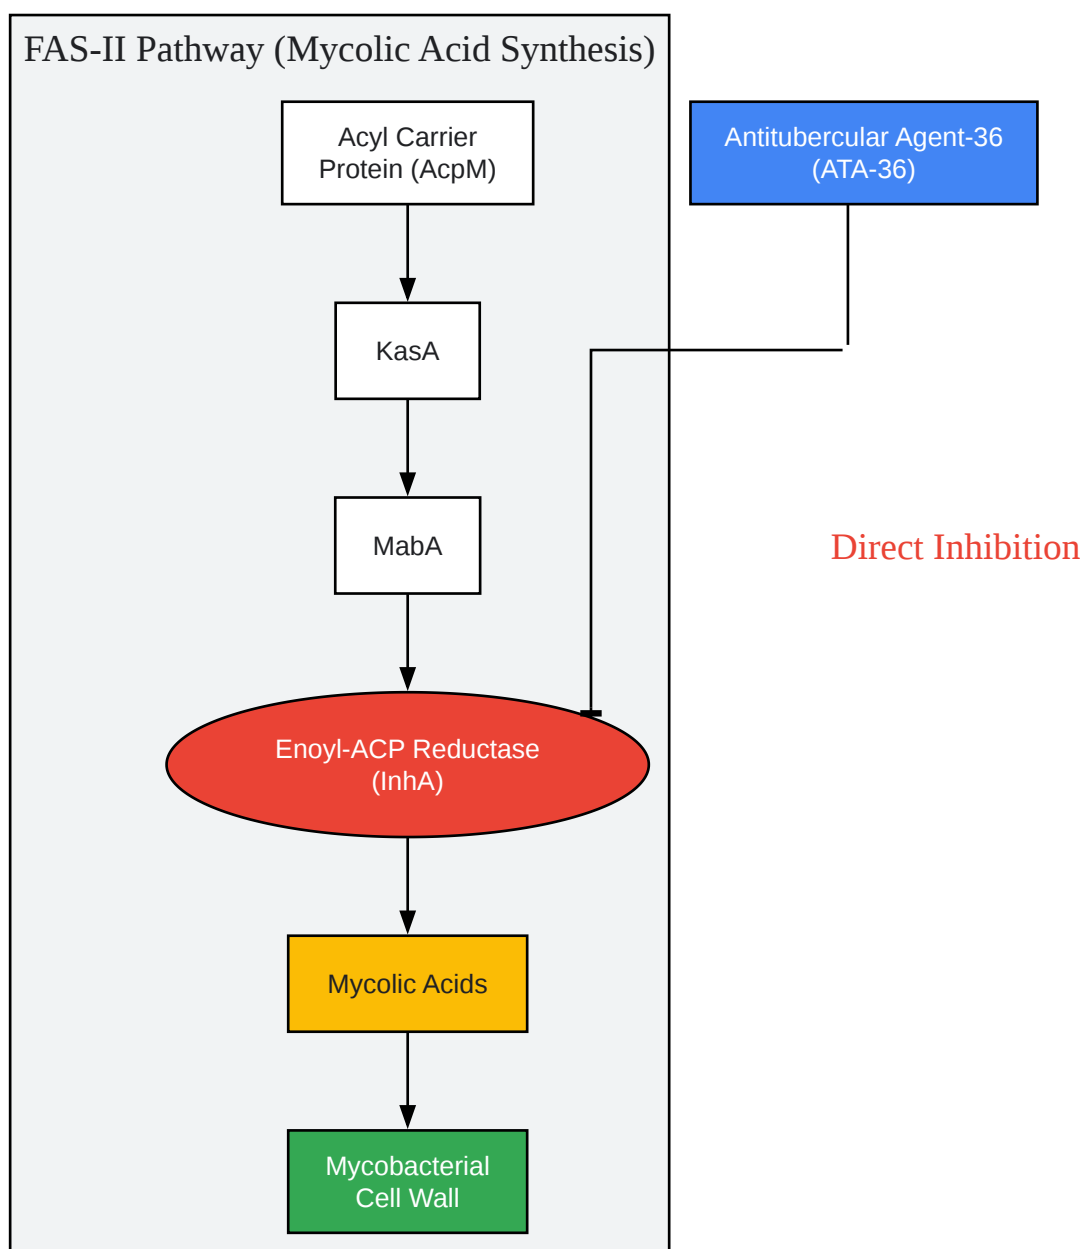 FAS-II Pathway (Mycolic Acid Synthesis)
Acyl Carrier
Protein (AcpM)
Antitubercular Agent-36
(ATA-36)
KasA
MabA
Direct Inhibition
Enoyl-ACP Reductase
(InhA)
Mycolic Acids
Mycobacterial
Cell Wall